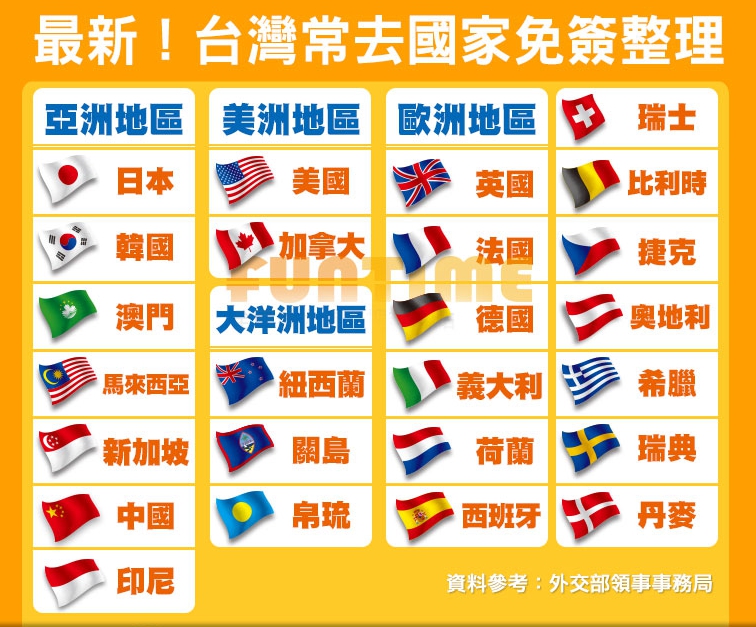 最新！台灣常去國家免簽整理
亞洲地區
日本
韓國
澳門
馬來西亞
新加坡
中國
印尼
美洲地區
美國
加拿大
大洋洲地區
紐西蘭
關島
帛琉
歐洲地區
英國
法國
德國
義大利
荷蘭
西班牙
瑞士
比利時
捷克
奧地利
希臘
瑞典
丹麥
FUNTIME
資料參考：外交部領事事務局